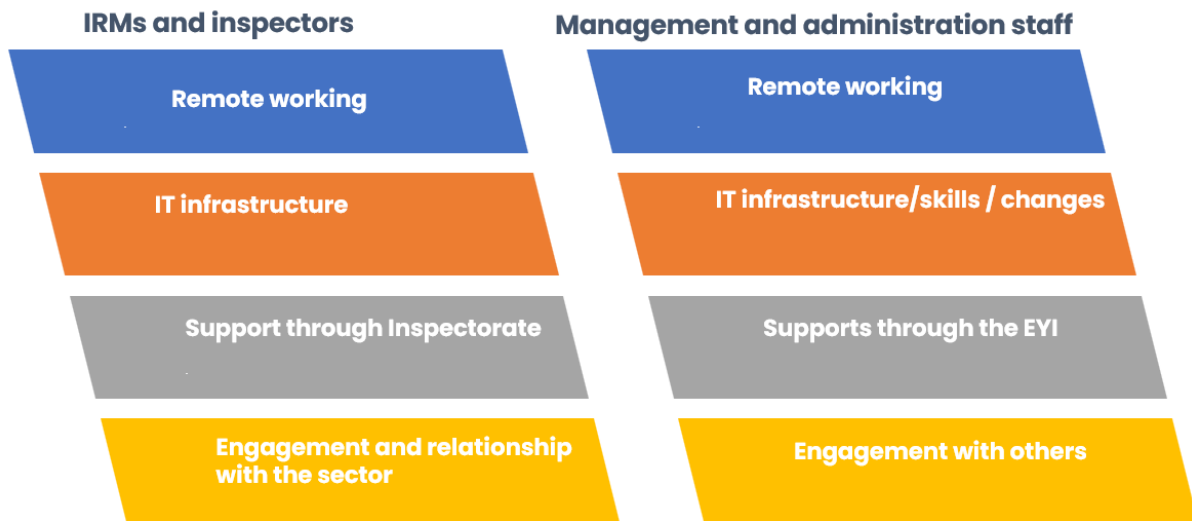 IRMs and inspectors
Remote working
IT infrastructure
Support through Inspectorate
Engagement and relationship
with the sector
Management and administration staff
Remote working
IT infrastructure/skills / changes
Supports through the EYI
Engagement with others